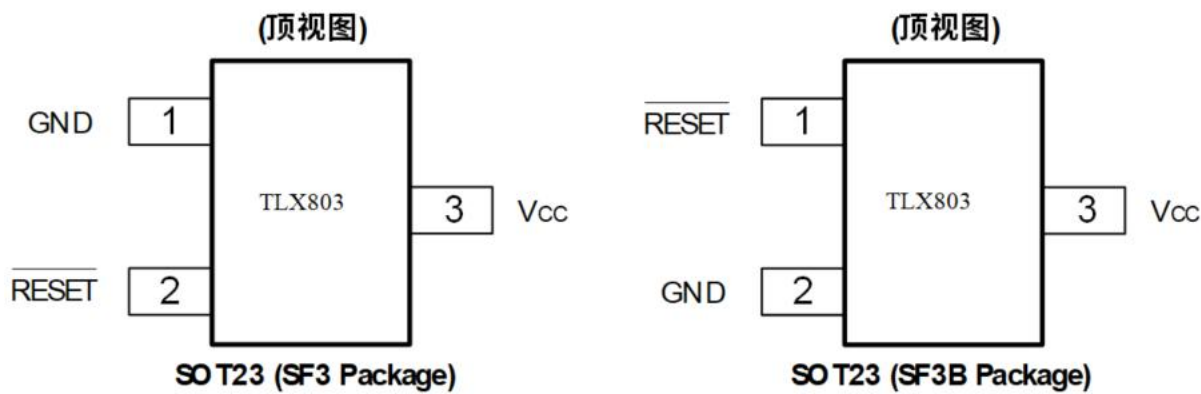 (顶视图)
GND 1
TLX803
3 Vcc
RESET 2
SOT23 (SF3 Package)
(顶视图)
RESET 1
TLX803
3 Vcc
GND 2
SOT23 (SF3B Package)